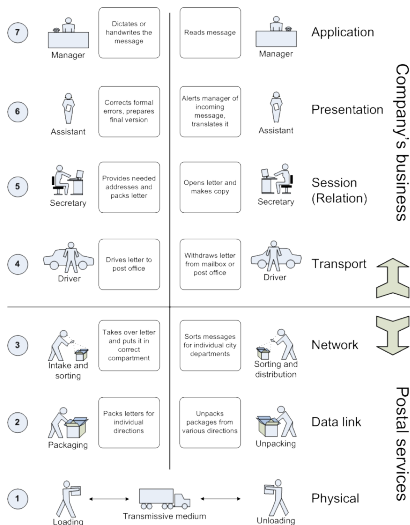 7
Manager
Dictates or
handwrites the
message
Reads message
Manager
Application
6
Assistant
Corrects formal
errors, prepares
final version
Alerts manager of
incoming
message,
translates it
Assistant
Presentation
5
Secretary
Provides needed
addresses and
packs letter
Opens letter and
makes copy
Secretary
Session
(Relation)
4
Driver
Drives letter to
post office
Withdraws letter
from mailbox or
post office
Driver
Transport
Company's business
3
Intake and
sorting
Takes over letter
and puts it in
correct
compartment
Sorts messages
for individual city
departments
Sorting and
distribution
Network
2
Packaging
Packs letters for
individual
directions
Unpacks
packages from
various directions
Unpacking
Data link
1
Loading
Transmissive medium
Unloading
Physical
Postal services